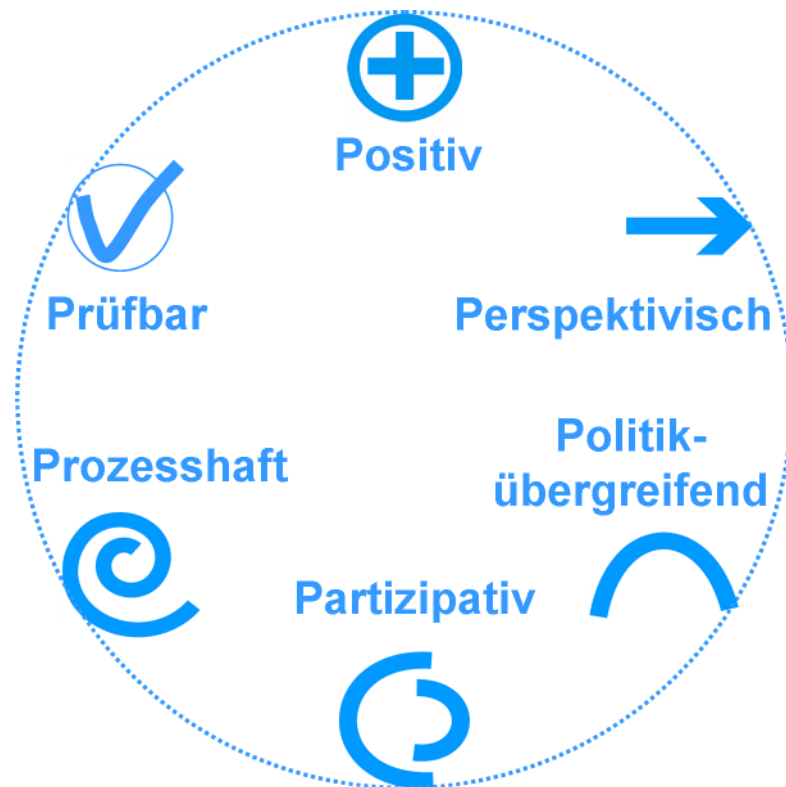 Positiv
Perspektivisch
Politik-
übergreifend
Partizipativ
Prozesshaft
Prüfbar